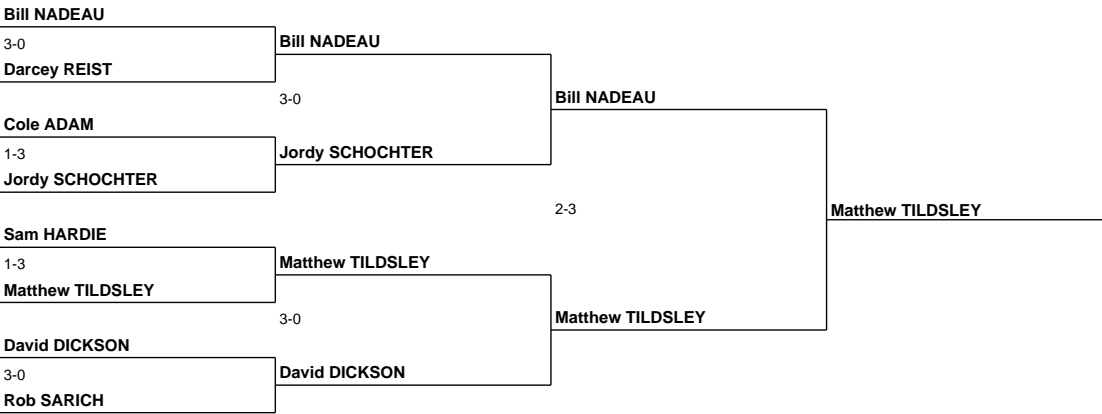 Bill NADEAU
3-0
Darcey REIST
Cole ADAM
1-3
Jordy SCHOCHTER
Sam HARDIE
1-3
Matthew TILDSLEY
David DICKSON
3-0
Rob SARICH
Bill NADEAU
3-0
Jordy SCHOCHTER
Matthew TILDSLEY
3-0
David DICKSON
Bill NADEAU
2-3
Matthew TILDSLEY
Matthew TILDSLEY